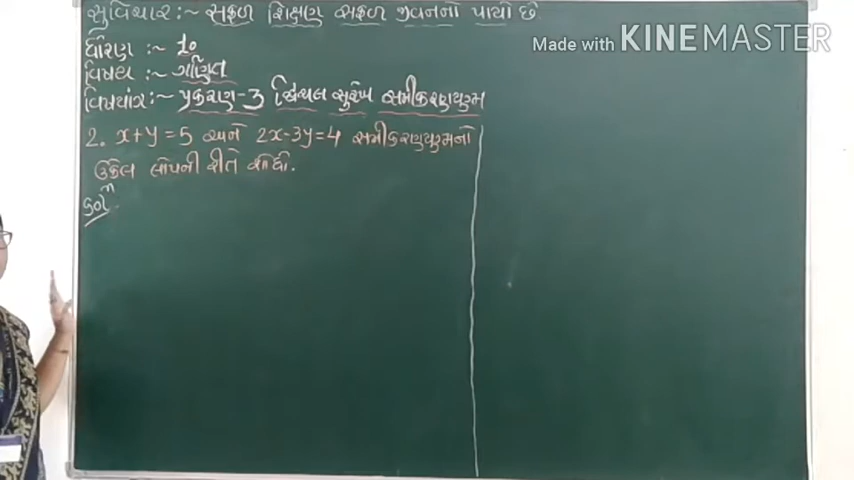 સુવિચાર :~ સફળ શિક્ષણ સફળ જીવનનો પાયો છે
Made with KINEMASTER
ધોરણ :~ 10
વિષય :~ ગણિત
વિષયાંગ :~ પ્રકરણ-3 દ્વિચલ સુરેખ સમીકરણયુગ્મ
2. x+y=5 અને 2x-3y=4 સમીકરણયુગ્મનો
ઉકેલ લોપની રીતે શોધો.
Solⁿ